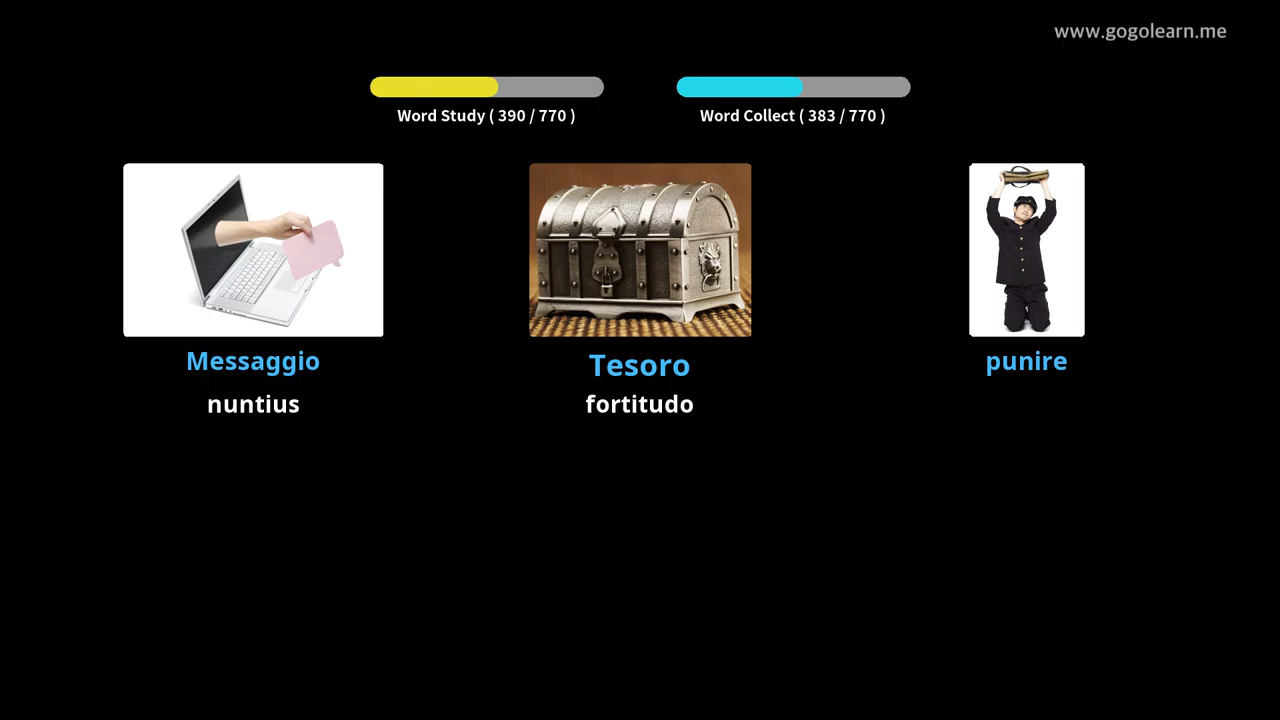 www.gogolearn.me
Word Study ( 390 / 770 )
Word Collect ( 383 / 770 )
Messaggio
nuntius
Tesoro
fortitudo
punire